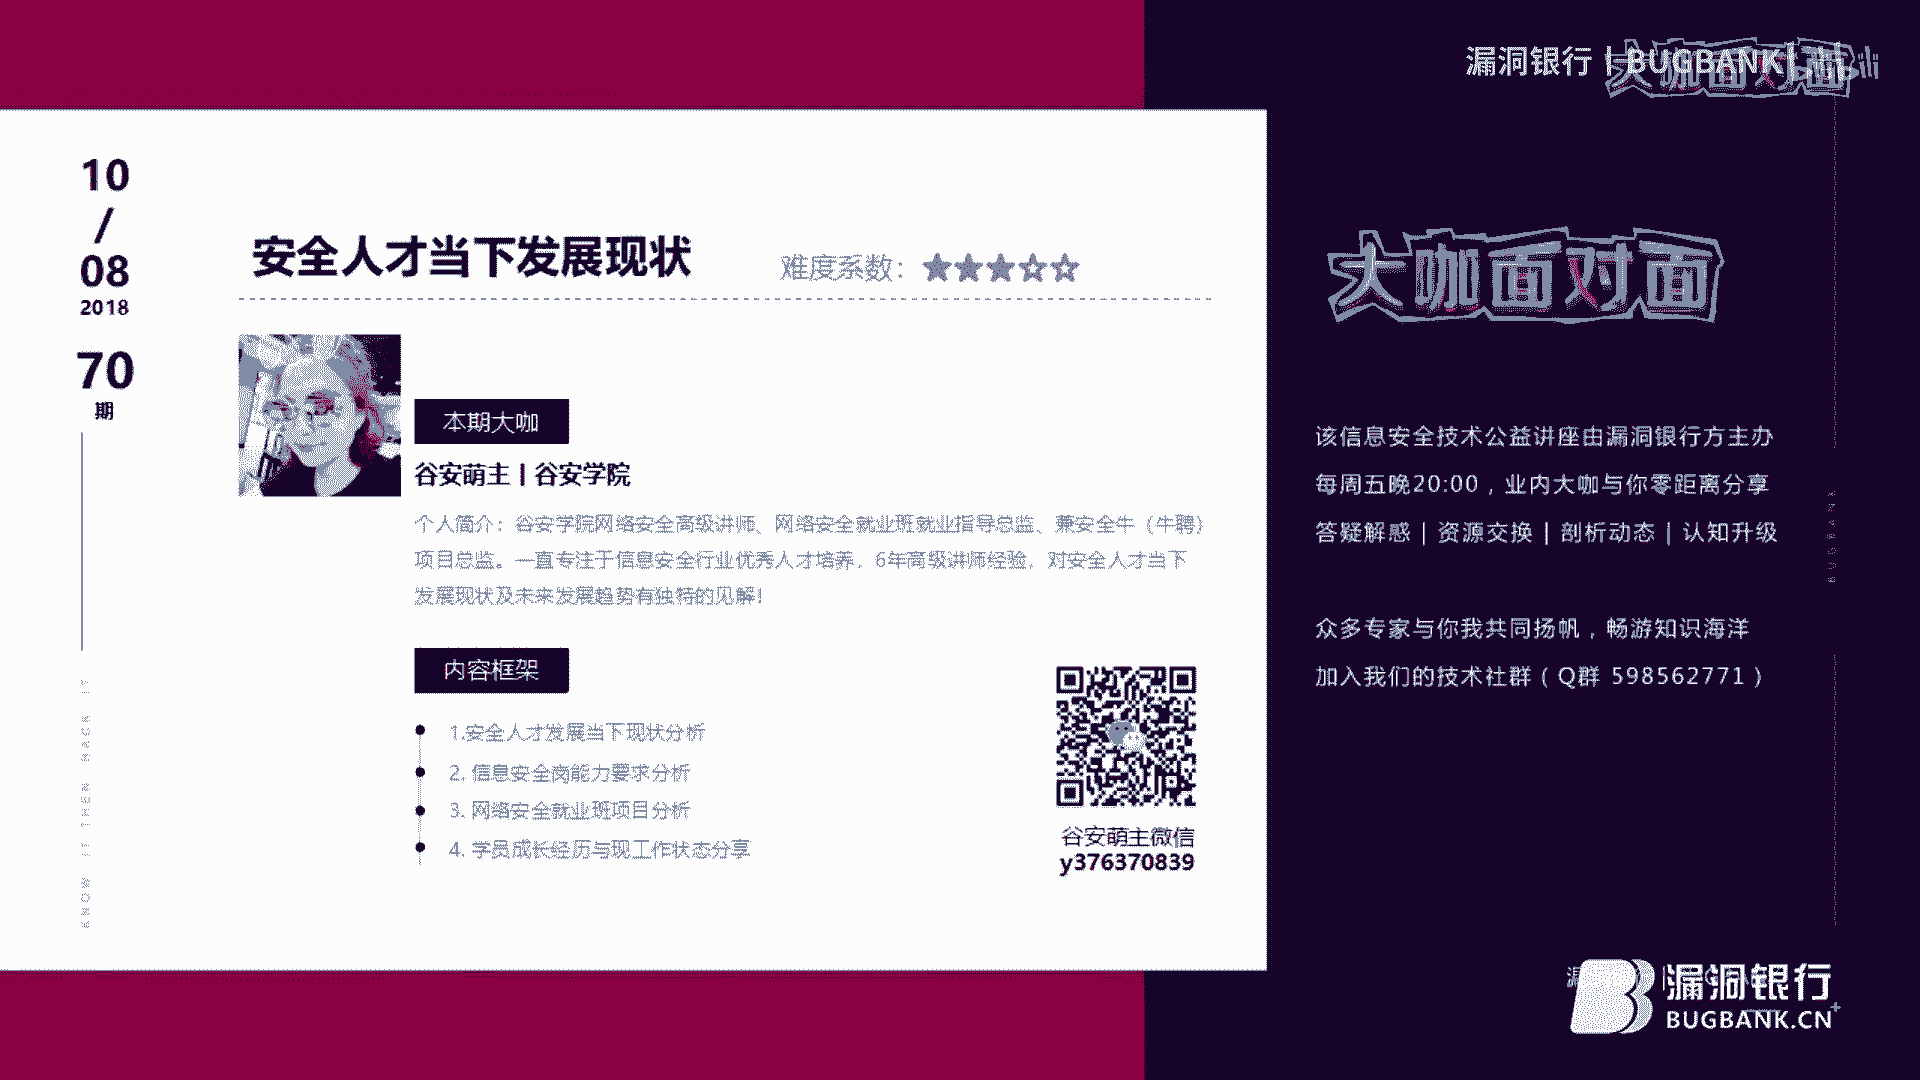 漏洞银行 | BUGBANK |
大咖面对面
10
/
08
2018
70
期
KNOW IT THEN HACK IT
安全人才当下发展现状
难度系数：★★★☆☆
本期大咖
谷安萌主 | 谷安学院
个人简介：谷安学院网络安全高级讲师、网络安全就业班就业指导总监、兼安全牛（牛聘）
项目总监。一直专注于信息安全行业优秀人才培养，6年高级讲师经验，对安全人才当下
发展现状及未来发展趋势有独特的见解！
内容框架
1.安全人才发展当下现状分析
2. 信息安全岗能力要求分析
3. 网络安全就业班项目分析
4. 学员成长经历与现工作状态分享
谷安萌主微信
y376370839
大咖面对面
该信息安全技术公益讲座由漏洞银行方主办
每周五晚20:00，业内大咖与你零距离分享
答疑解惑 | 资源交换 | 剖析动态 | 认知升级
众多专家与你我共同扬帆，畅游知识海洋
加入我们的技术社群（Q群 598562771）
BUGBANK
漏洞银行
BUGBANK.CN